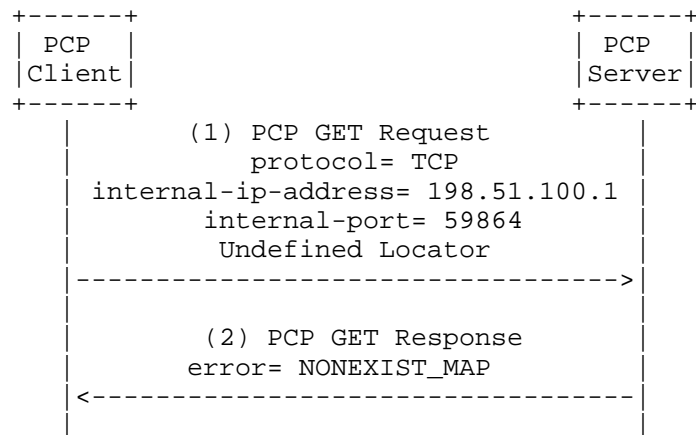 +------+ +------+
| PCP | | PCP |
|Client| |Server|
+------+ +------+
| (1) PCP GET Request |
| protocol= TCP |
| internal-ip-address= 198.51.100.1 |
| internal-port= 59864 |
| Undefined Locator |
|---------------------------------->|
| |
| (2) PCP GET Response |
| error= NONEXIST_MAP |
|<----------------------------------|
| |